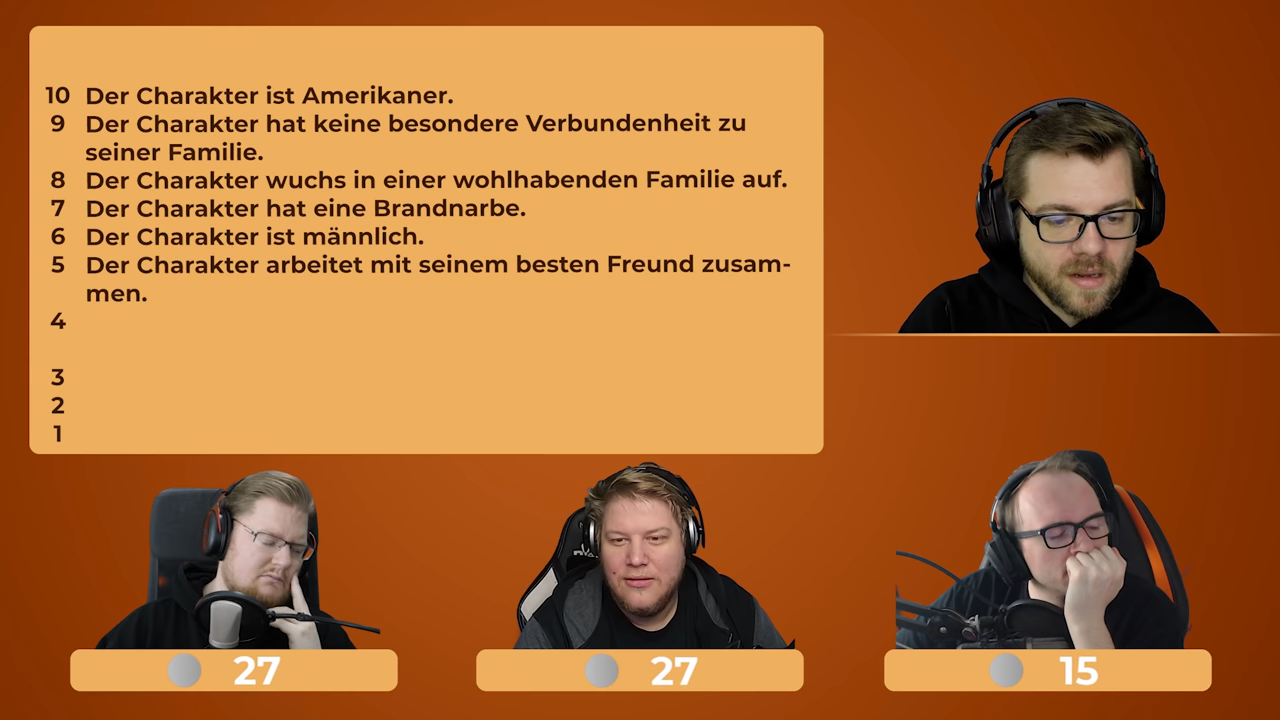 10 Der Charakter ist Amerikaner.
9 Der Charakter hat keine besondere Verbundenheit zu
seiner Familie.
8 Der Charakter wuchs in einer wohlhabenden Familie auf.
7 Der Charakter hat eine Brandnarbe.
6 Der Charakter ist männlich.
5 Der Charakter arbeitet mit seinem besten Freund zusam-
men.
4
3
2
1
27
27
15